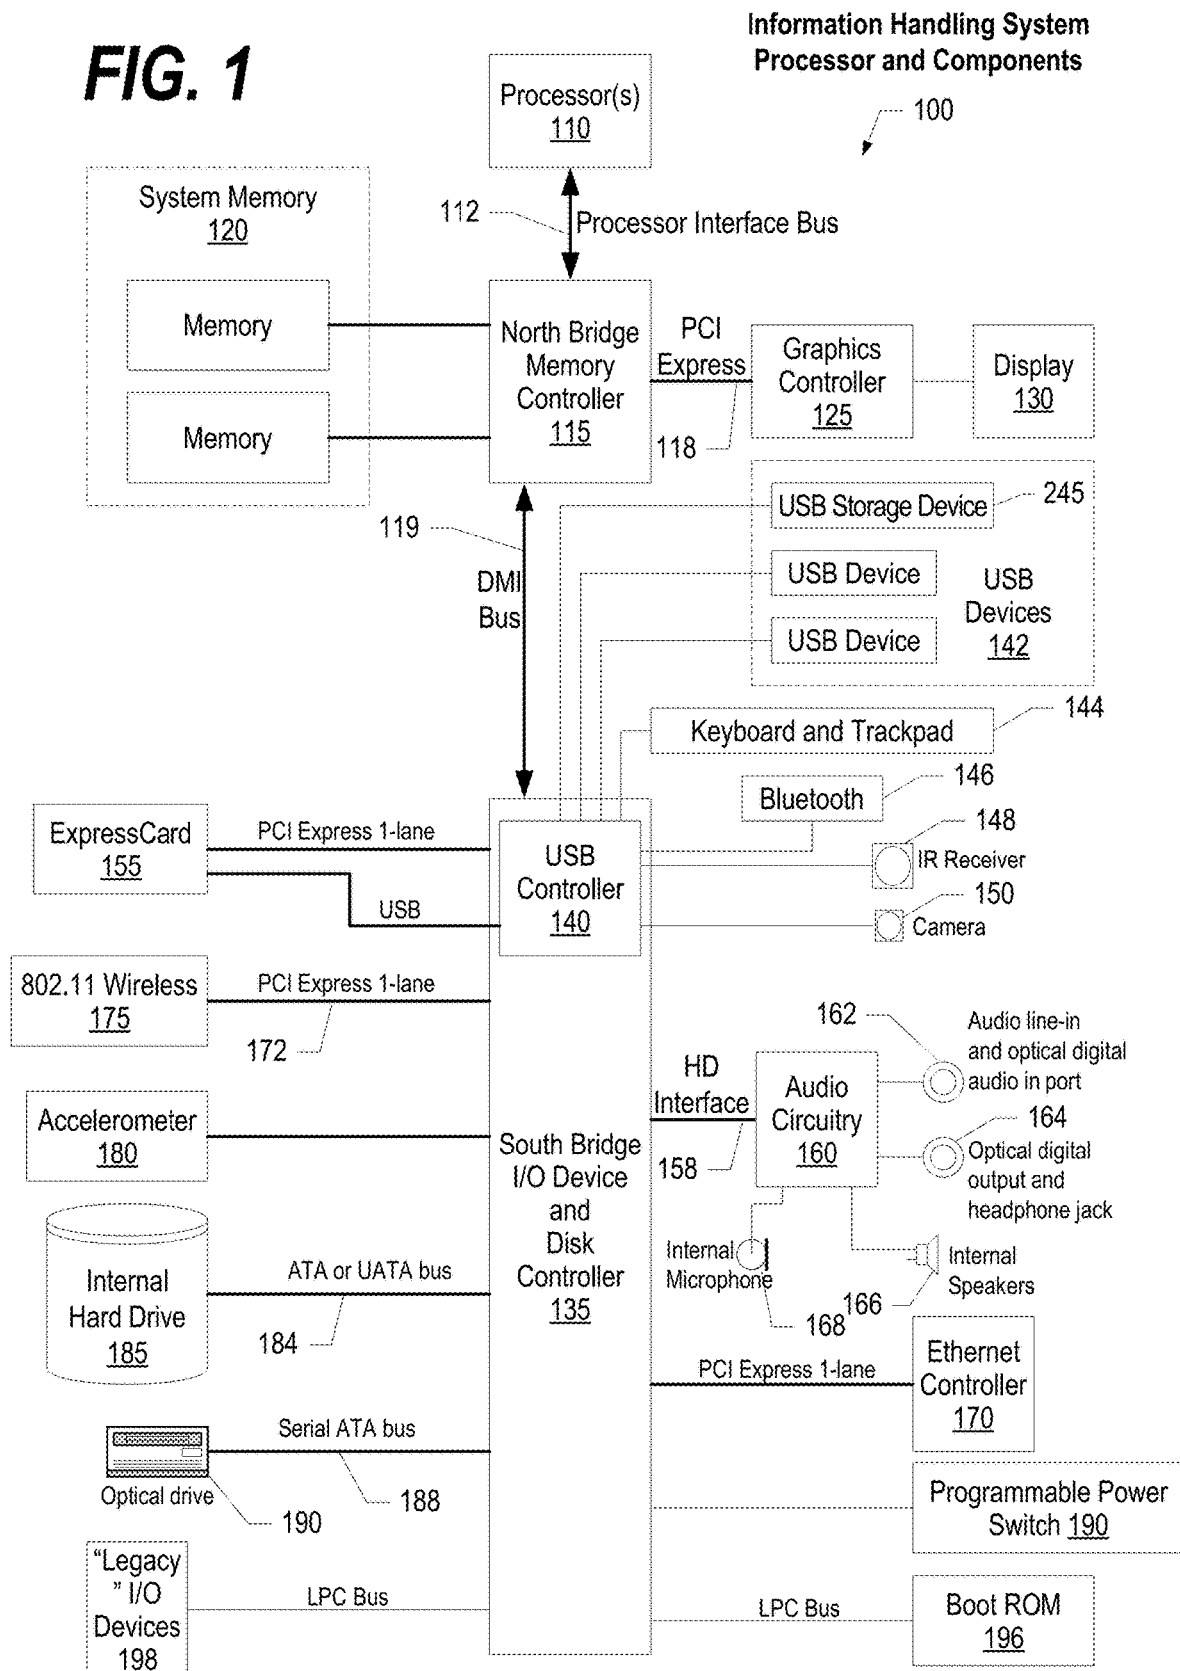 FIG. 1
Information Handling System
Processor and Components
100
Processor(s)
110
112
Processor Interface Bus
System Memory
120
Memory
Memory
North Bridge
Memory
Controller
115
PCI
Express
118
Graphics
Controller
125
Display
130
119
DMI
Bus
USB Storage Device
245
USB Device
USB Device
USB
Devices
142
Keyboard and Trackpad
144
Bluetooth
146
148
IR Receiver
150
Camera
ExpressCard
155
PCI Express 1-lane
USB
USB
Controller
140
802.11 Wireless
175
PCI Express 1-lane
172
Accelerometer
180
South Bridge
I/O Device
and
Disk
Controller
135
HD
Interface
158
Audio
Circuitry
160
162
Audio line-in
and optical digital
audio in port
164
Optical digital
output and
headphone jack
Internal
Microphone
168
Internal
Speakers
166
Internal
Hard Drive
185
ATA or UATA bus
184
PCI Express 1-lane
Ethernet
Controller
170
Optical drive
190
Serial ATA bus
188
Programmable Power
Switch 190
“Legacy
” I/O
Devices
198
LPC Bus
LPC Bus
Boot ROM
196